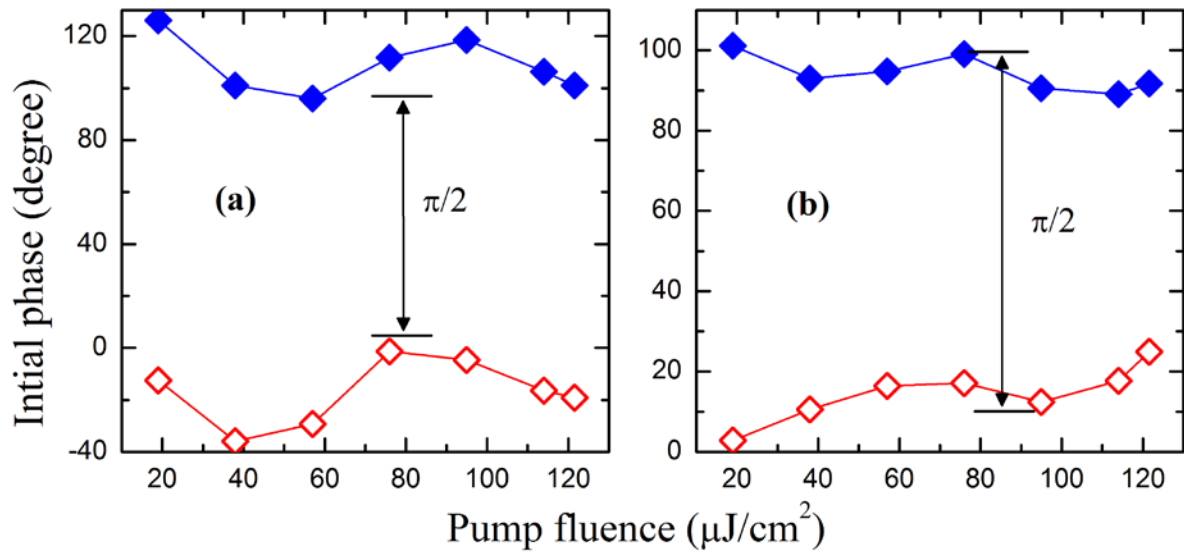 Intial phase (degree)
120
80
40
0
-40
(a)
π/2
20 40 60 80 100 120
100
80
60
40
20
0
(b)
π/2
20 40 60 80 100 120
Pump fluence (μJ/cm²)